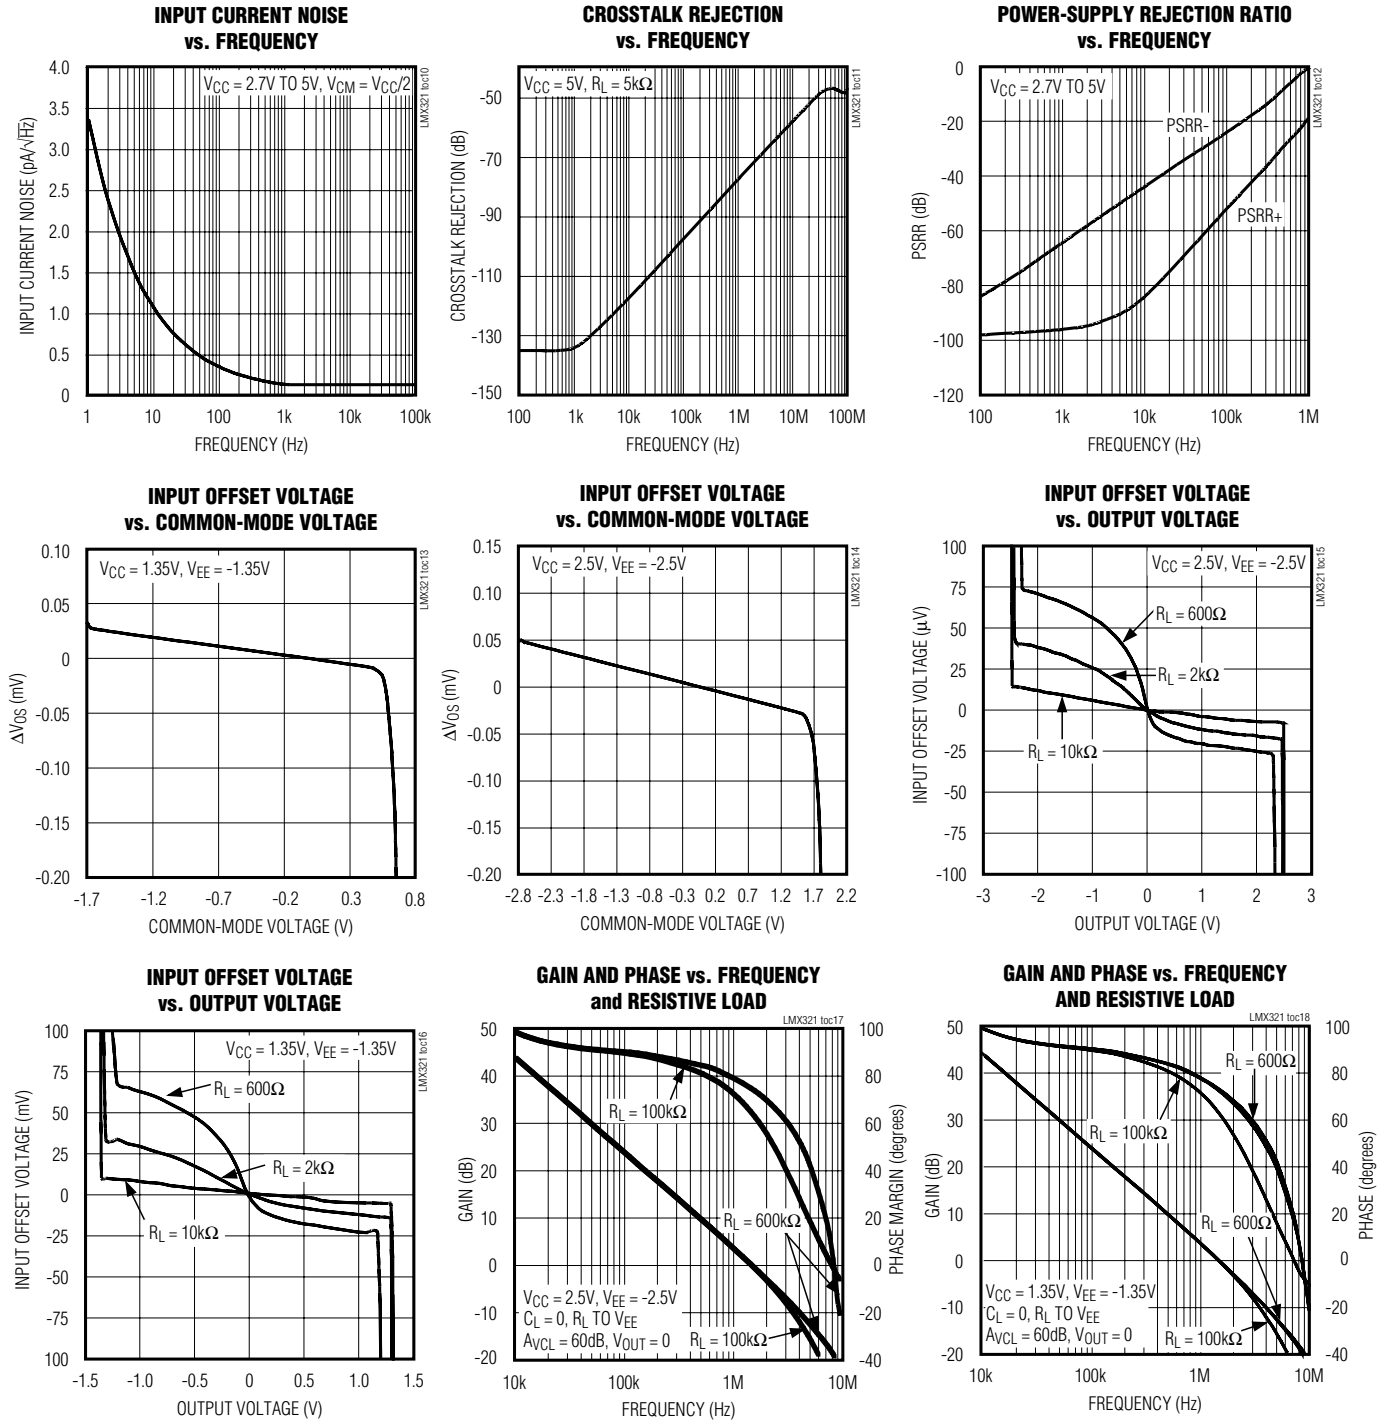 INPUT CURRENT NOISE
vs. FREQUENCY
LMX321 toc10
VCC = 2.7V TO 5V, VCM = VCC/2
4.0
3.5
3.0
2.5
2.0
1.5
1.0
0.5
0
INPUT CURRENT NOISE (pA/√Hz)
1 10 100 1k 10k 100k
FREQUENCY (Hz)
CROSSTALK REJECTION
vs. FREQUENCY
LMX321 toc11
VCC = 5V, RL = 5kΩ
-50
-70
-90
-110
-130
-150
CROSSTALK REJECTION (dB)
100 1k 10k 100k 1M 10M 100M
FREQUENCY (Hz)
POWER-SUPPLY REJECTION RATIO
vs. FREQUENCY
LMX321 toc12
VCC = 2.7V TO 5V
PSRR-
PSRR+
0
-20
-40
-60
-80
-100
-120
PSRR (dB)
100 1k 10k 100k 1M
FREQUENCY (Hz)
INPUT OFFSET VOLTAGE
vs. COMMON-MODE VOLTAGE
LMX321 toc13
VCC = 1.35V, VEE = -1.35V
0.10
0.05
0
-0.05
-0.10
-0.15
-0.20
ΔVOS (mV)
-1.7 -1.2 -0.7 -0.2 0.3 0.8
COMMON-MODE VOLTAGE (V)
INPUT OFFSET VOLTAGE
vs. COMMON-MODE VOLTAGE
LMX321 toc14
VCC = 2.5V, VEE = -2.5V
0.15
0.10
0.05
0
-0.05
-0.10
-0.15
-0.20
ΔVOS (mV)
-2.8 -2.3 -1.8 -1.3 -0.8 -0.3 0.2 0.7 1.2 1.7 2.2
COMMON-MODE VOLTAGE (V)
INPUT OFFSET VOLTAGE
vs. OUTPUT VOLTAGE
LMX321 toc15
VCC = 2.5V, VEE = -2.5V
RL = 600Ω
RL = 2kΩ
RL = 10kΩ
100
75
50
25
0
-25
-50
-75
-100
INPUT OFFSET VOLTAGE (µV)
-3 -2 -1 0 1 2 3
OUTPUT VOLTAGE (V)
INPUT OFFSET VOLTAGE
vs. OUTPUT VOLTAGE
LMX321 toc16
VCC = 1.35V, VEE = -1.35V
RL = 600Ω
RL = 2kΩ
RL = 10kΩ
100
75
50
25
0
-25
-50
-75
100
INPUT OFFSET VOLTAGE (mV)
-1.5 -1.0 -0.5 0 0.5 1.0 1.5
OUTPUT VOLTAGE (V)
GAIN AND PHASE vs. FREQUENCY
and RESISTIVE LOAD
LMX321 toc17
50
40
30
20
10
0
-10
-20
GAIN (dB)
RL = 100kΩ
RL = 600kΩ
VCC = 2.5V, VEE = -2.5V
CL = 0, RL TO VEE
AVCL = 60dB, VOUT = 0
RL = 100kΩ
100
80
60
40
20
0
-20
-40
PHASE MARGIN (degrees)
10k 100k 1M 10M
FREQUENCY (Hz)
GAIN AND PHASE vs. FREQUENCY
AND RESISTIVE LOAD
LMX321 toc18
50
40
30
20
10
0
-10
-20
GAIN (dB)
RL = 600Ω
RL = 100kΩ
RL = 600Ω
VCC = 1.35V, VEE = -1.35V
CL = 0, RL TO VEE
AVCL = 60dB, VOUT = 0
RL = 100kΩ
100
80
60
40
20
0
-20
-40
PHASE (degrees)
10k 100k 1M 10M
FREQUENCY (Hz)